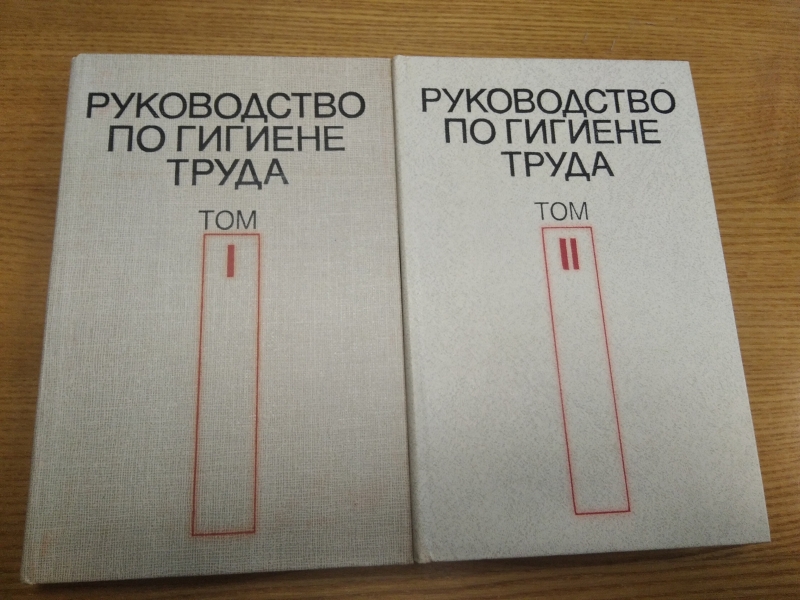 РУКОВОДСТВО
ПО ГИГИЕНЕ
ТРУДА
ТОМ
I
РУКОВОДСТВО
ПО ГИГИЕНЕ
ТРУДА
ТОМ
II